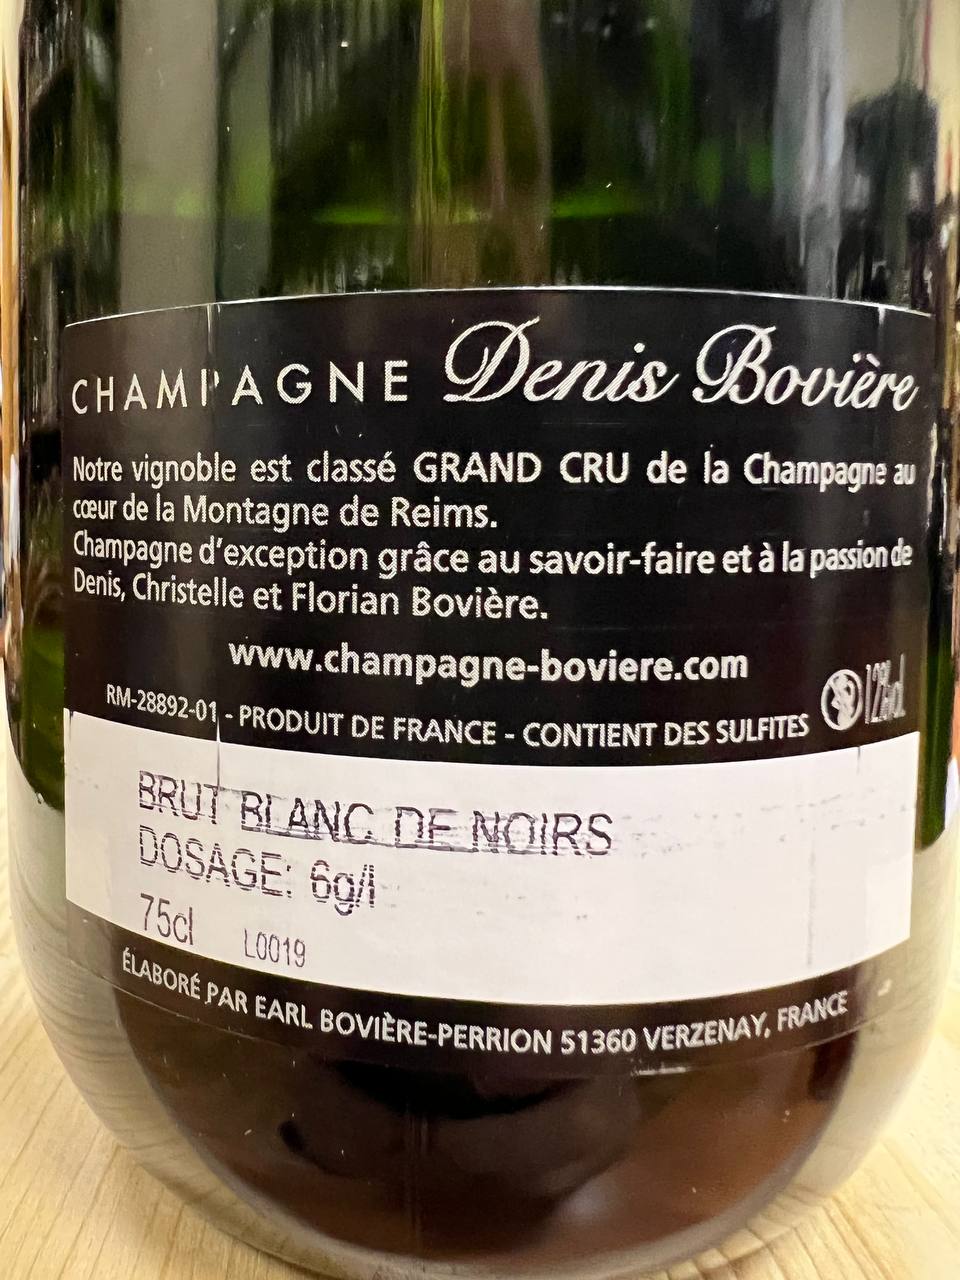 CHAMPAGNE Denis Bovière
Notre vignoble est classé GRAND CRU de la Champagne au
cœur de la Montagne de Reims.
Champagne d'exception grâce au savoir-faire et à la passion de
Denis, Christelle et Florian Bovière.
www.champagne-boviere.com
RM-28892-01 - PRODUIT DE FRANCE - CONTIENT DES SULFITES 12%vol.
BRUT BLANC DE NOIRS
DOSAGE: 6g/l
75cl L0019
ÉLABORÉ PAR EARL BOVIÈRE-PERRION 51360 VERZENAY, FRANCE